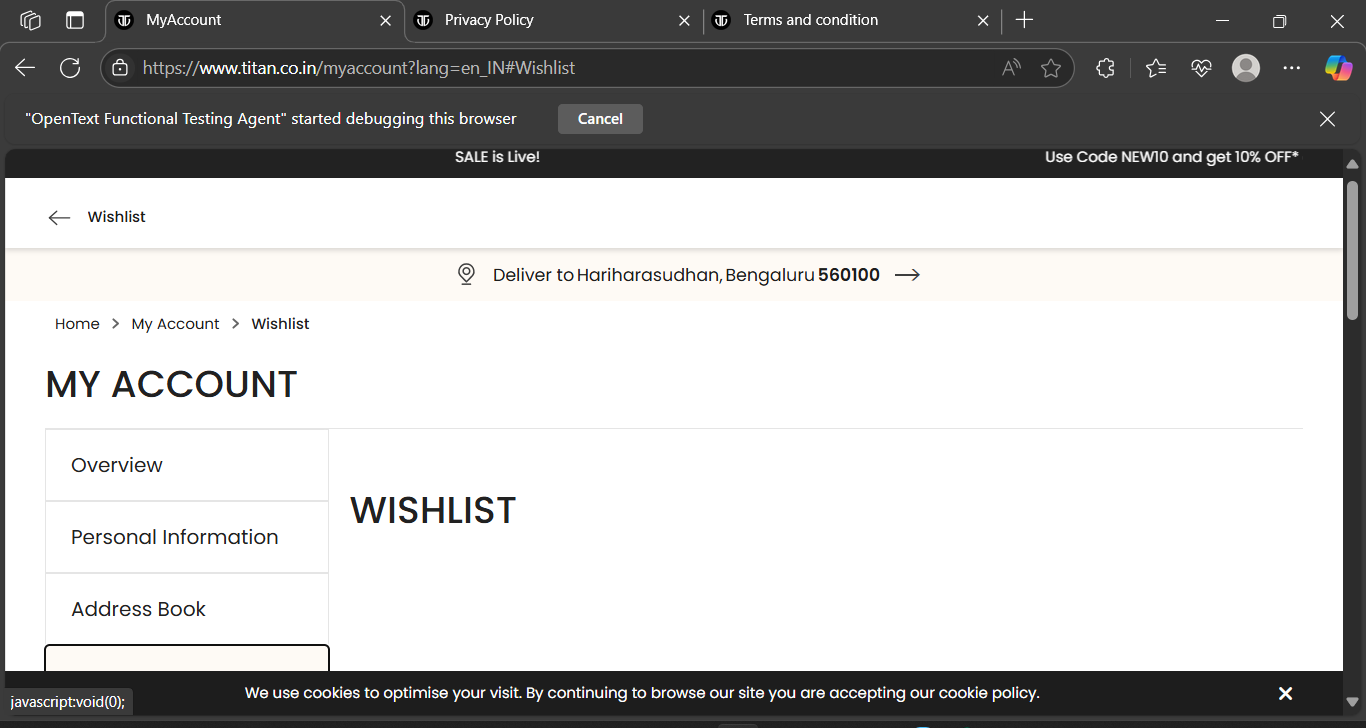 MyAccount
Privacy Policy
Terms and condition
https://www.titan.co.in/myaccount?lang=en_IN#Wishlist
"OpenText Functional Testing Agent" started debugging this browser
Cancel
SALE is Live!
Use Code NEW10 and get 10% OFF*
Wishlist
Deliver to Hariharasudhan, Bengaluru 560100
Home > My Account > Wishlist
MY ACCOUNT
Overview
WISHLIST
Personal Information
Address Book
We use cookies to optimise your visit. By continuing to browse our site you are accepting our cookie policy.
javascript:void(0);